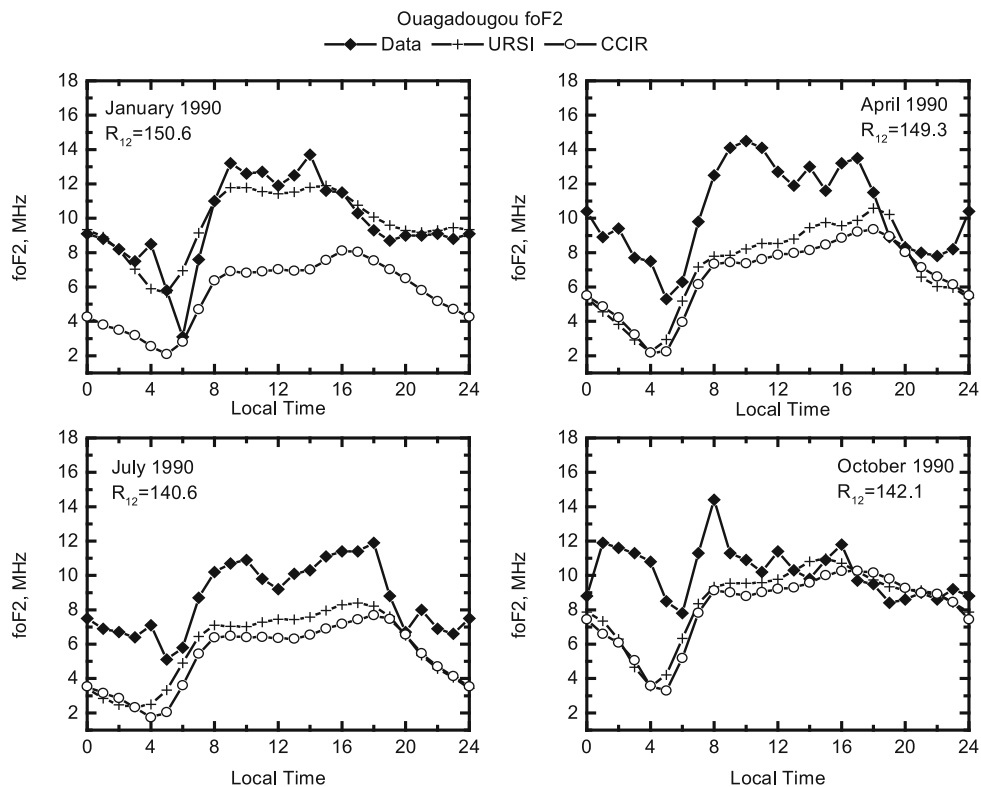 Ouagadougou foF2
Data URSI CCIR
January 1990
R12=150.6
foF2, MHz
18
16
14
12
10
8
6
4
2
0 4 8 12 16 20 24
Local Time
April 1990
R12=149.3
foF2, MHz
18
16
14
12
10
8
6
4
2
0 4 8 12 16 20 24
Local Time
July 1990
R12=140.6
foF2, MHz
18
16
14
12
10
8
6
4
2
0 4 8 12 16 20 24
Local Time
October 1990
R12=142.1
foF2, MHz
18
16
14
12
10
8
6
4
2
0 4 8 12 16 20 24
Local Time